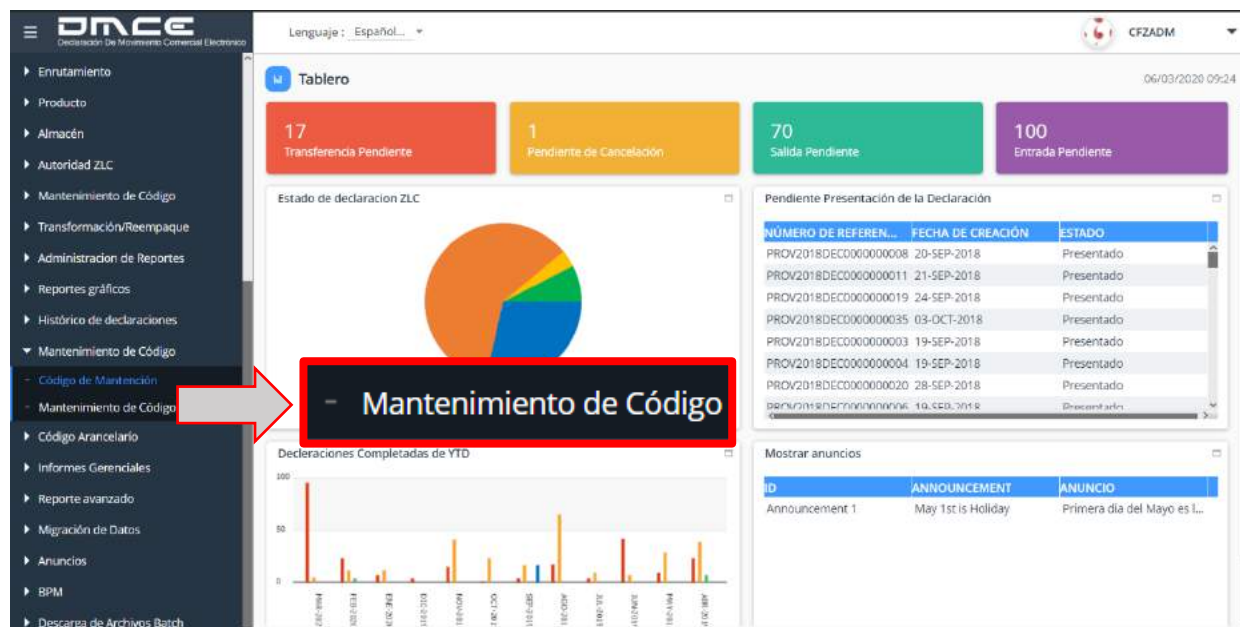 DMCE
Declaración De Movimiento Comercial Electrónico
Lenguaje : Español...
CFZADM
Enrutamiento
Producto
Almacén
Autoridad ZLC
Mantenimiento de Código
Transformación/Reempaque
Administracion de Reportes
Reportes gráficos
Histórico de declaraciones
Mantenimiento de Código
- Código de Mantención
- Mantenimiento de Código
Código Arancelario
Informes Gerenciales
Reporte avanzado
Migración de Datos
Anuncios
BPM
Descarga de Archivos Batch
Tablero
06/03/2020 09:24
17
Transferencia Pendiente
1
Pendiente de Cancelación
70
Salida Pendiente
100
Entrada Pendiente
Estado de declaracion ZLC
- Mantenimiento de Código
Pendiente Presentación de la Declaración
NÚMERO DE REFEREN... FECHA DE CREACIÓN ESTADO
PROV2018DEC0000000008 20-SEP-2018 Presentado
PROV2018DEC0000000011 21-SEP-2018 Presentado
PROV2018DEC0000000019 24-SEP-2018 Presentado
PROV2018DEC0000000035 03-OCT-2018 Presentado
PROV2018DEC0000000003 19-SEP-2018 Presentado
PROV2018DEC0000000004 19-SEP-2018 Presentado
PROV2018DEC0000000020 28-SEP-2018 Presentado
PROV2018DEC0000000006 19-SEP-2018 Presentado
Decleraciones Completadas de YTD
100
50
0
Mostrar anuncios
ID ANNOUNCEMENT ANUNCIO
Announcement 1 May 1st is Holiday Primera dia del Mayo es l...